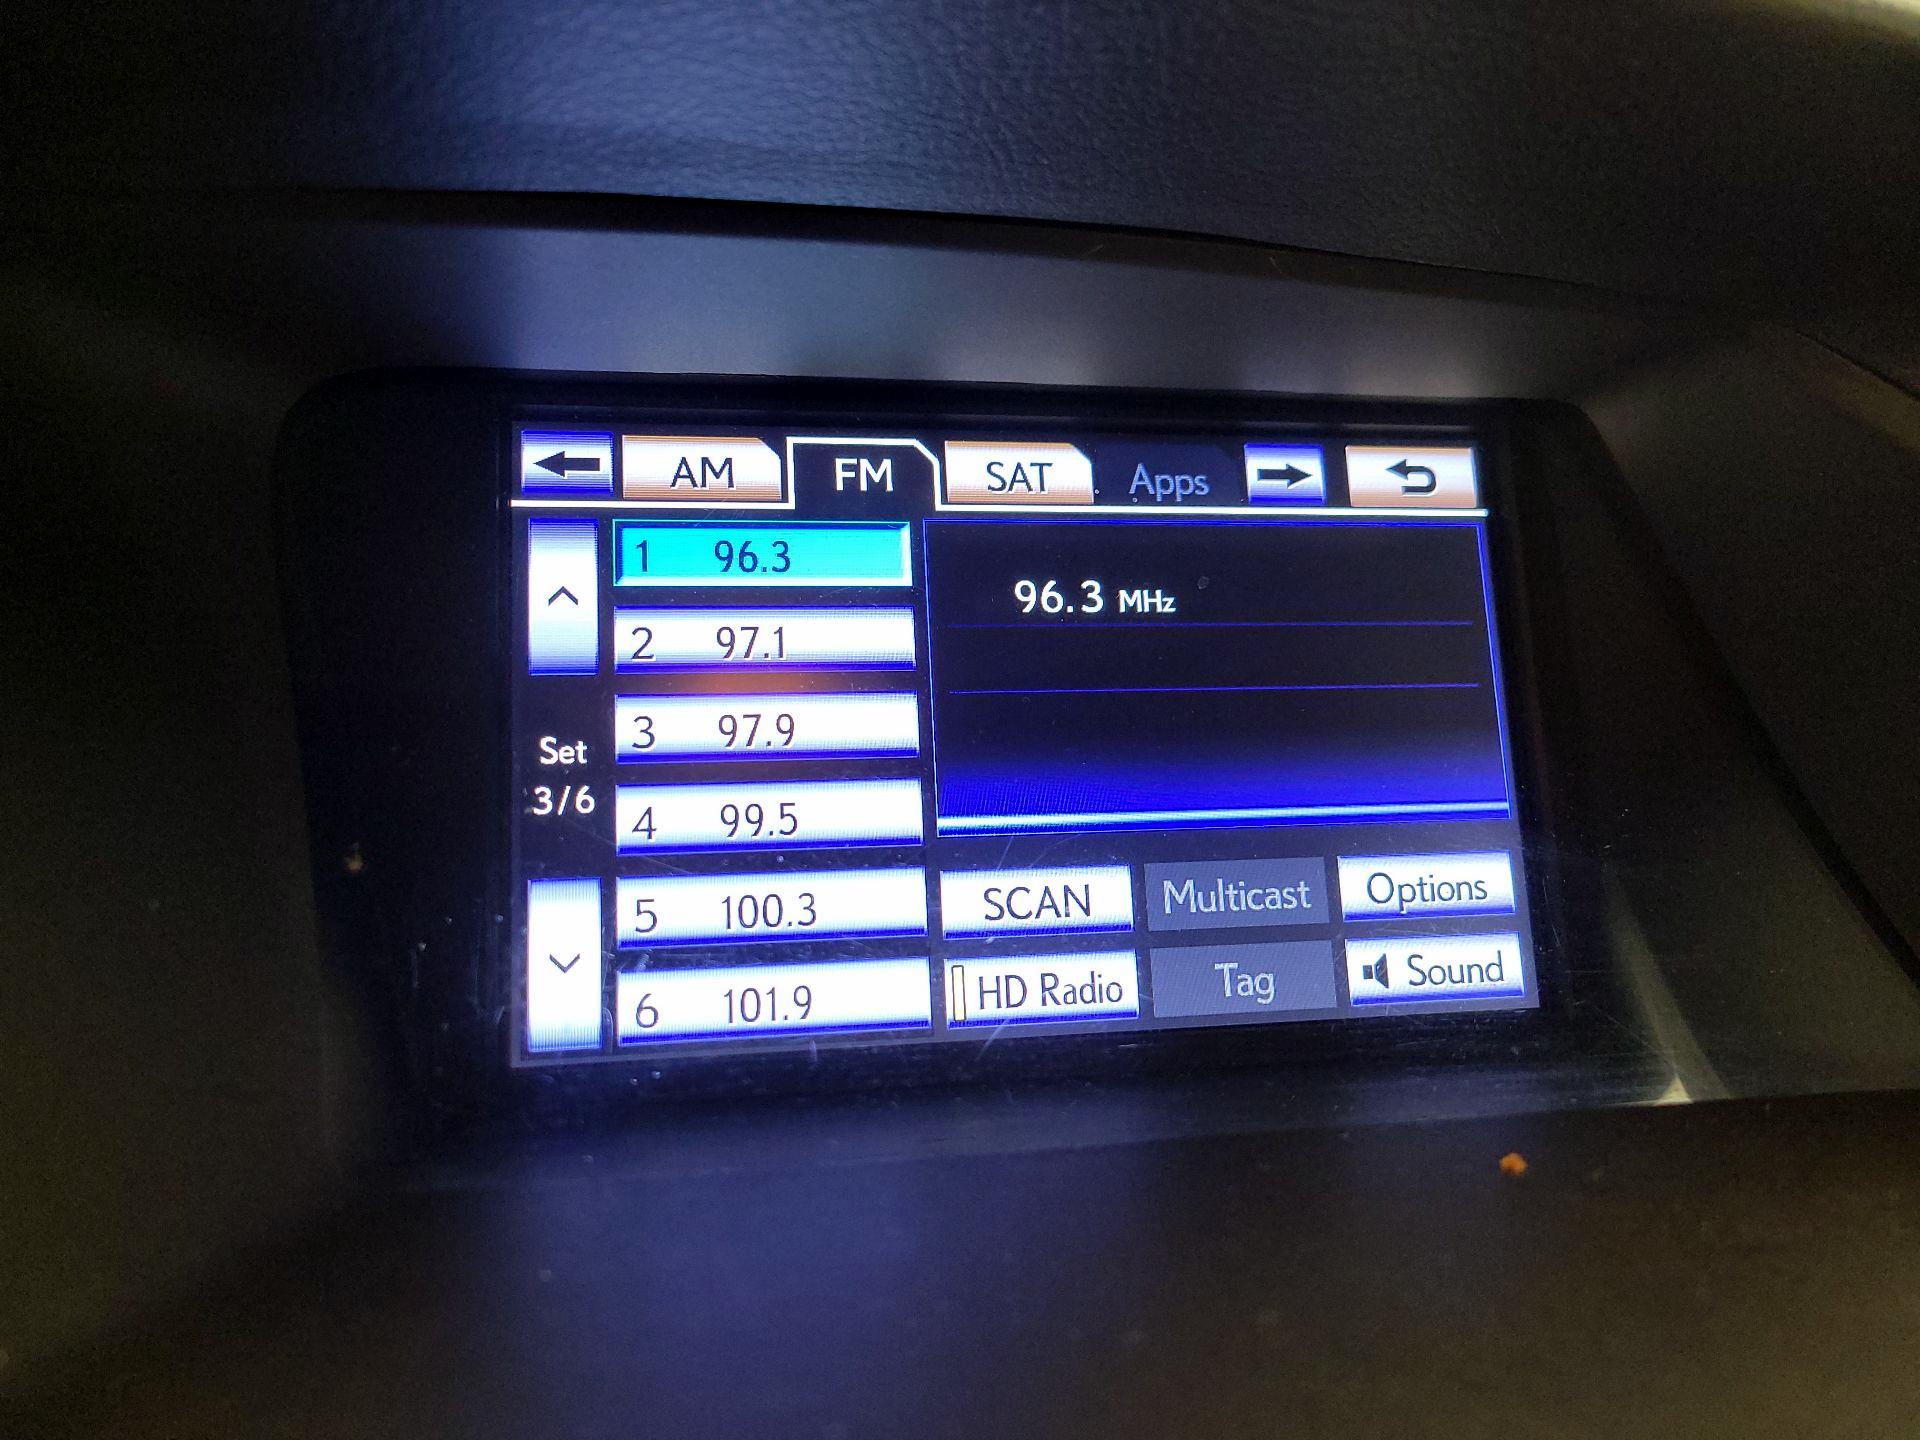 AM FM SAT Apps
1 96.3
2 97.1
3 97.9
4 99.5
5 100.3
6 101.9
Set
3/6
96.3 MHz
SCAN Multicast Options
HD Radio Tag Sound